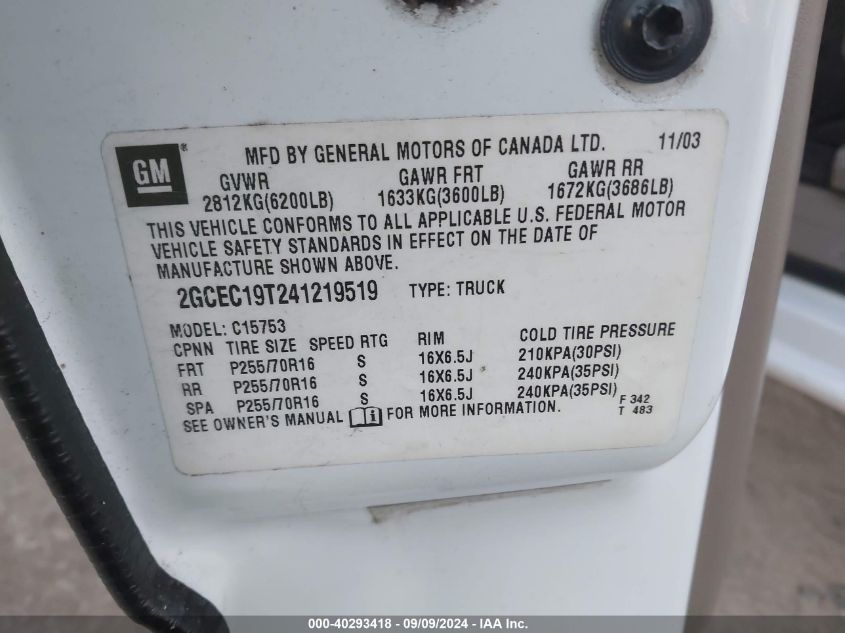 GM®
MFD BY GENERAL MOTORS OF CANADA LTD. 11/03
GVWR GAWR FRT GAWR RR
2812KG(6200LB) 1633KG(3600LB) 1672KG(3686LB)
THIS VEHICLE CONFORMS TO ALL APPLICABLE U.S. FEDERAL MOTOR
VEHICLE SAFETY STANDARDS IN EFFECT ON THE DATE OF
MANUFACTURE SHOWN ABOVE.
2GCEC19T241219519 TYPE: TRUCK
MODEL: C15753
CPNN TIRE SIZE SPEED RTG RIM COLD TIRE PRESSURE
FRT P255/70R16 S 16X6.5J 210KPA(30PSI)
RR P255/70R16 S 16X6.5J 240KPA(35PSI)
SPA P255/70R16 S 16X6.5J 240KPA(35PSI)
SEE OWNER'S MANUAL FOR MORE INFORMATION. F 342
T 483
000-40293418 - 09/09/2024 - IAA Inc.